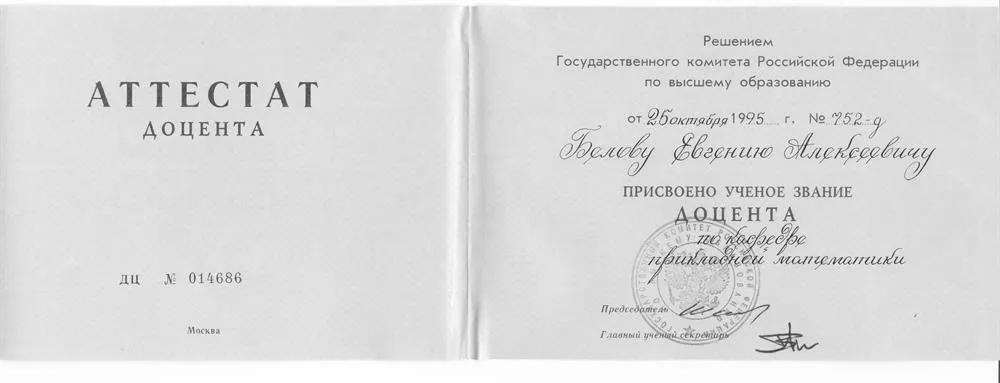 АТТЕСТАТ
ДОЦЕНТА
ДЦ № 014686
Москва
Решением
Государственного комитета Российской Федерации
по высшему образованию
от 25 октября 1995 г. № 752-д
Белову Евгению Алексеевичу
ПРИСВОЕНО УЧЕНОЕ ЗВАНИЕ
ДОЦЕНТА
по кафедре
прикладной математики
Председатель
Главный ученый секретарь